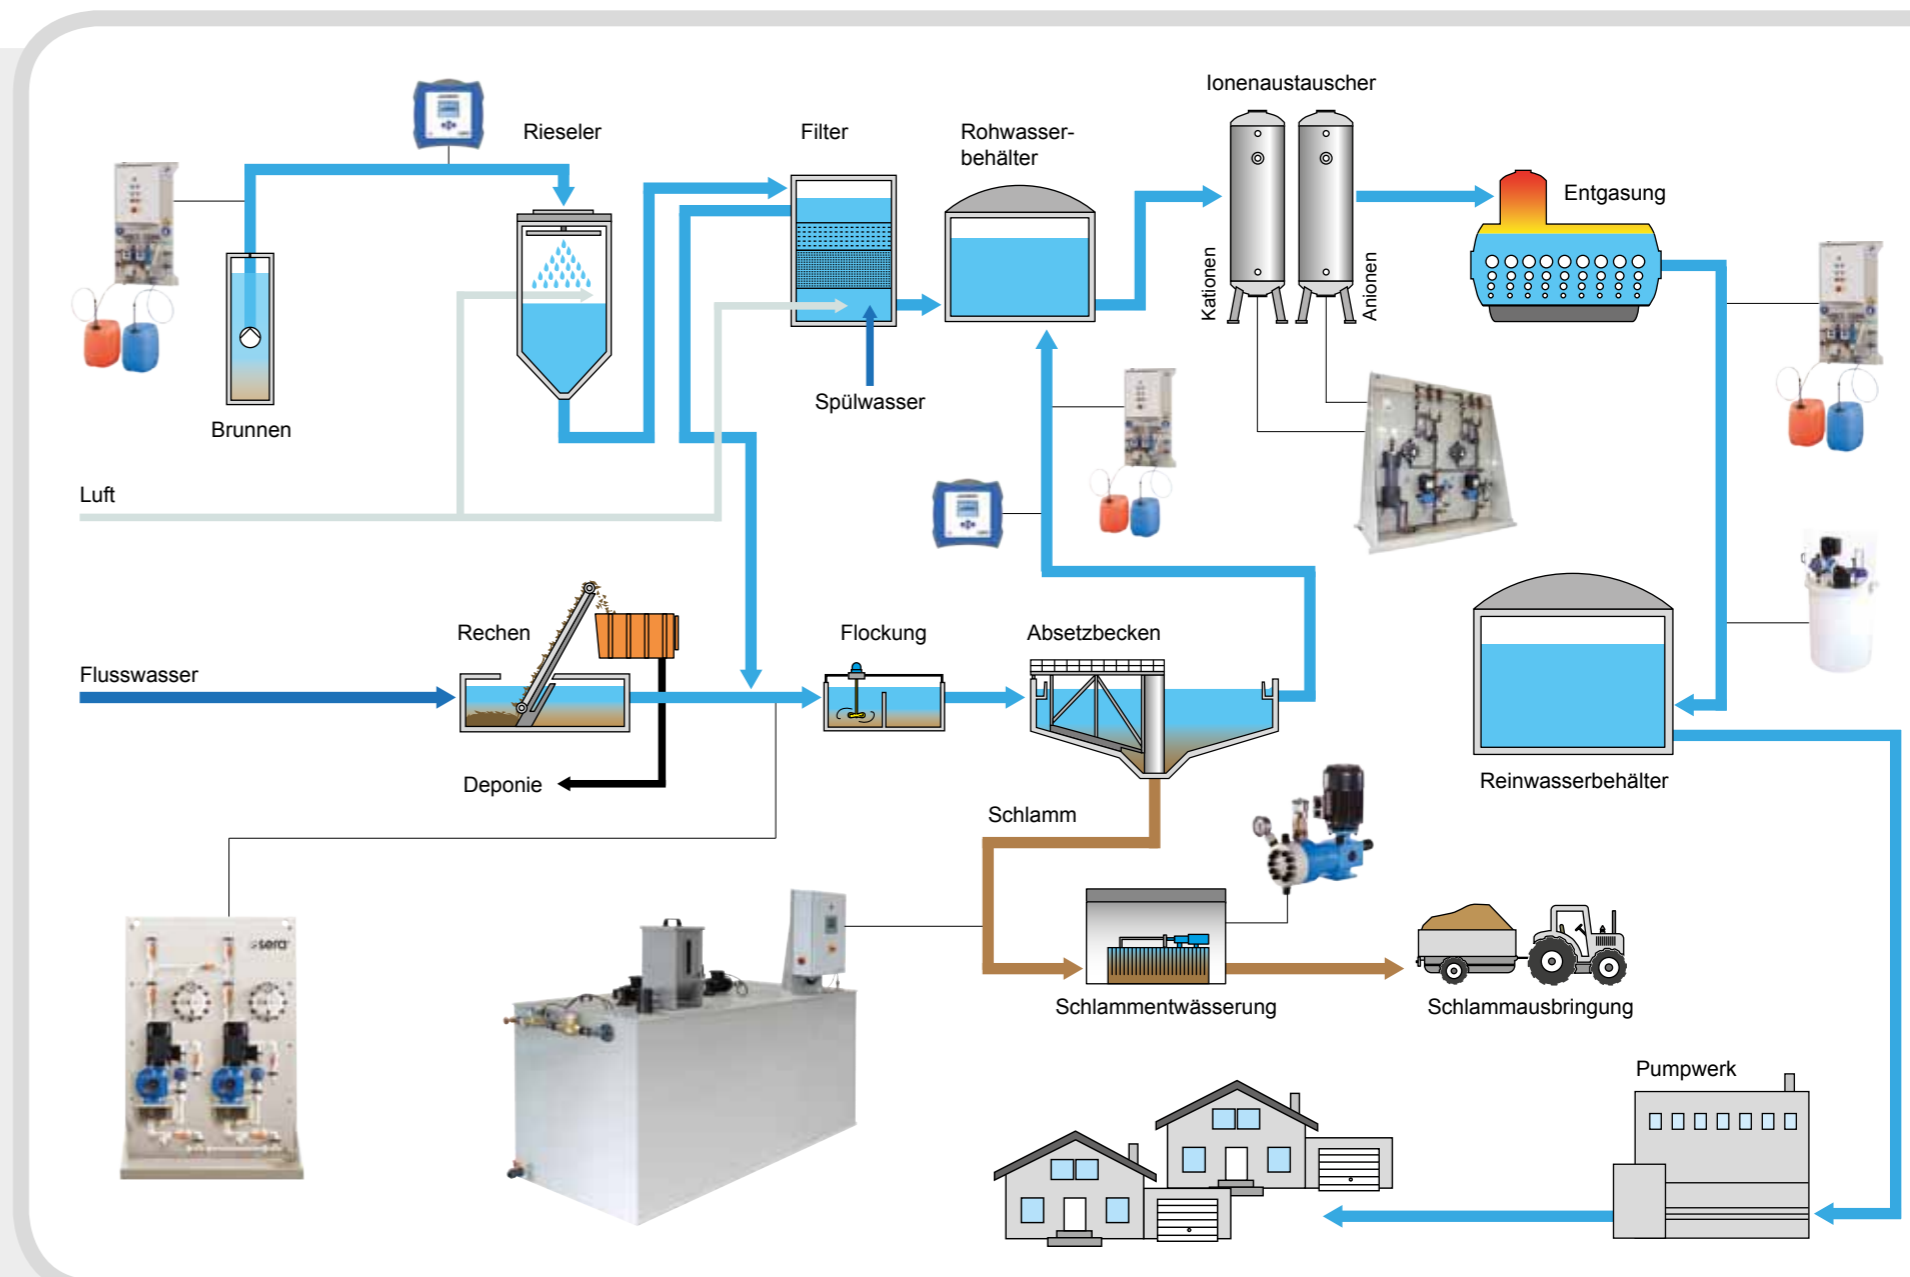 Ionenaustauscher
Rieseler
Filter
Rohwasser-
behälter
Entgasung
Kationen
Anionen
Spülwasser
Brunnen
Luft
Rechen
Flockung
Absetzbecken
Flusswasser
Deponie
Reinwasserbehälter
Schlamm
sera
Schlammentwässerung
Schlammausbringung
Pumpwerk